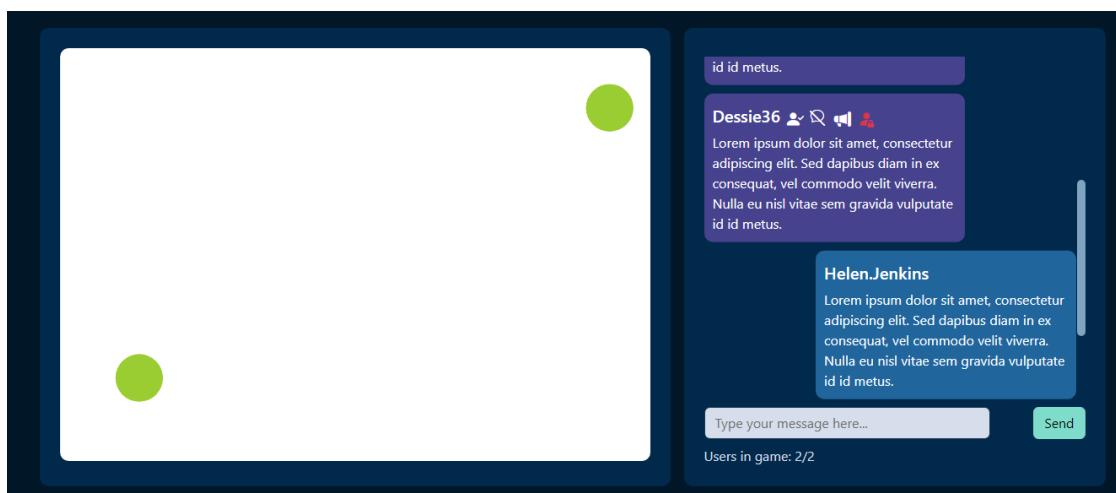 id id metus.
Dessie36
Lorem ipsum dolor sit amet, consectetur
adipiscing elit. Sed dapibus diam in ex
consequat, vel commodo velit viverra.
Nulla eu nisl vitae sem gravida vulputate
id id metus.
Helen.Jenkins
Lorem ipsum dolor sit amet, consectetur
adipiscing elit. Sed dapibus diam in ex
consequat, vel commodo velit viverra.
Nulla eu nisl vitae sem gravida vulputate
id id metus.
Type your message here...
Send
Users in game: 2/2